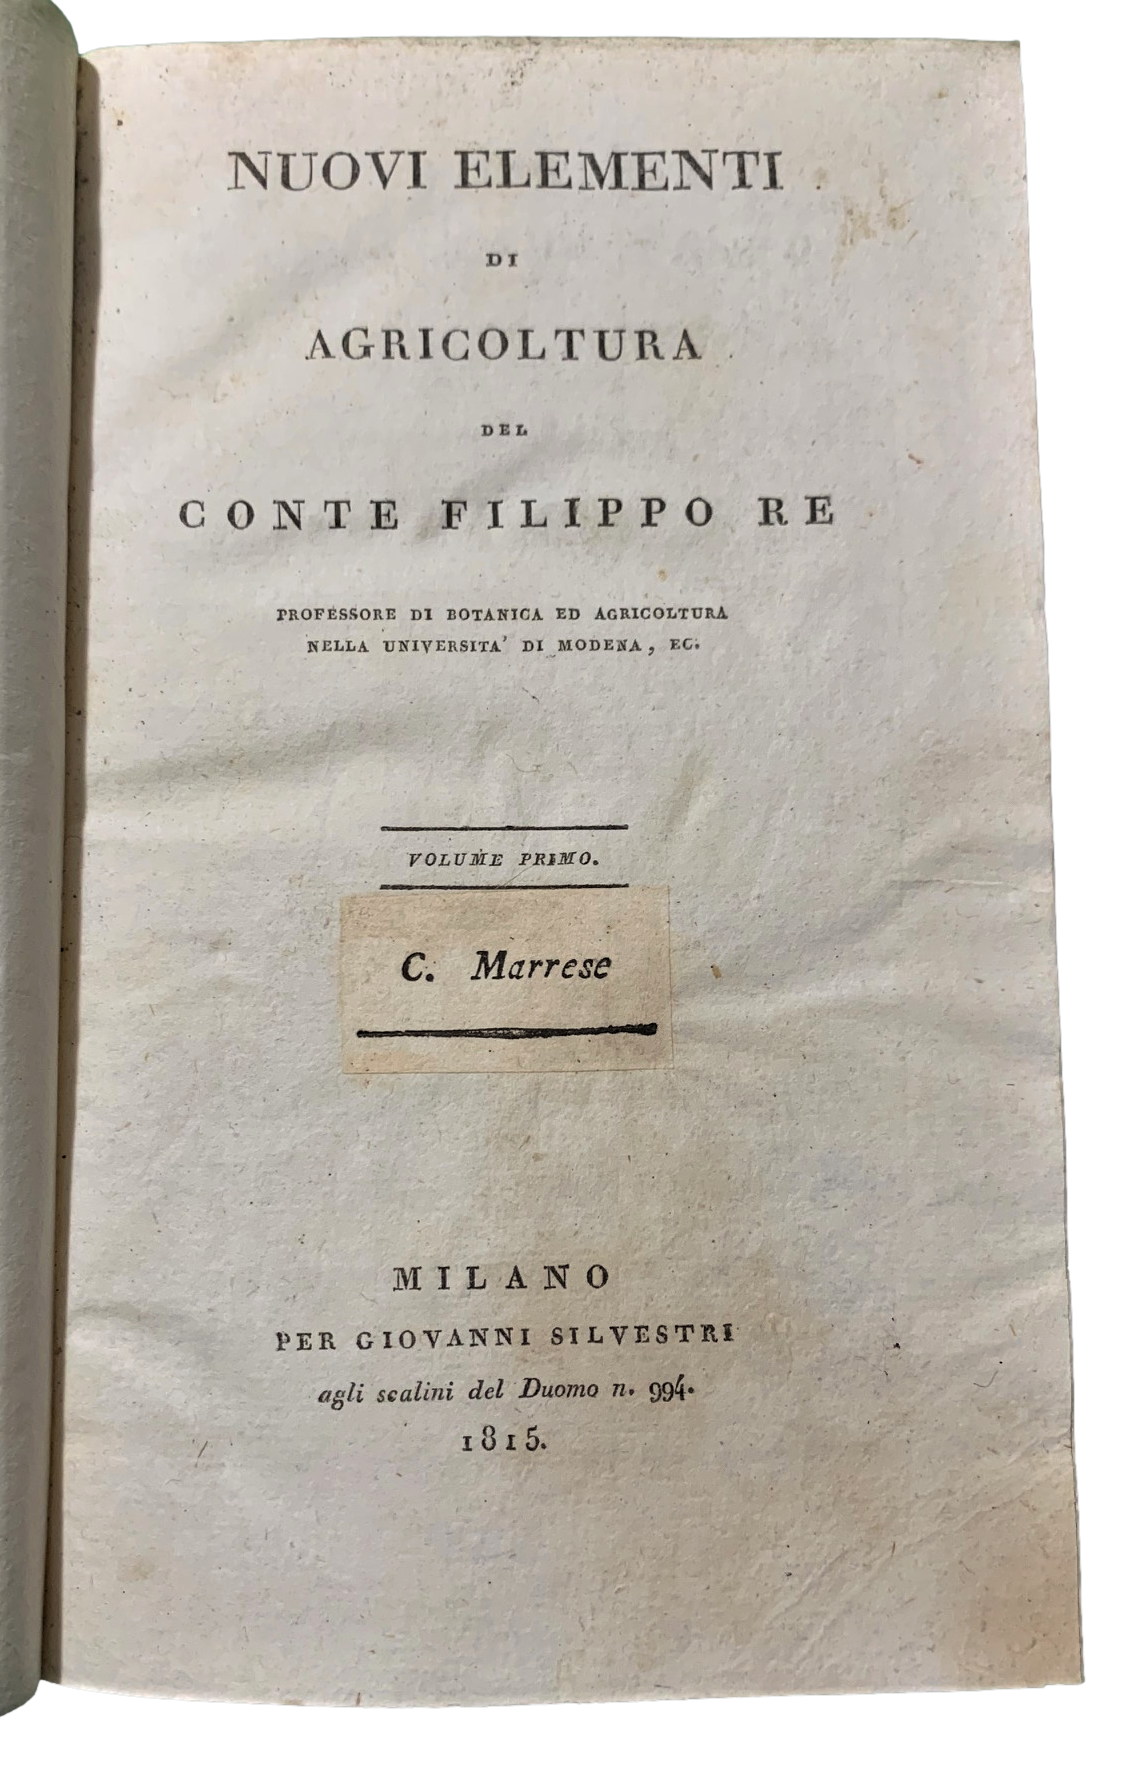 NUOVI ELEMENTI
DI
AGRICOLTURA
DEL
CONTE FILIPPO RE
PROFESSORE DI BOTANICA ED AGRICOLTURA
NELLA UNIVERSITA' DI MODENA, EC.
VOLUME PRIMO.
C. Marrese
MILANO
PER GIOVANNI SILVESTRI
agli scalini del Duomo n. 994.
1815.